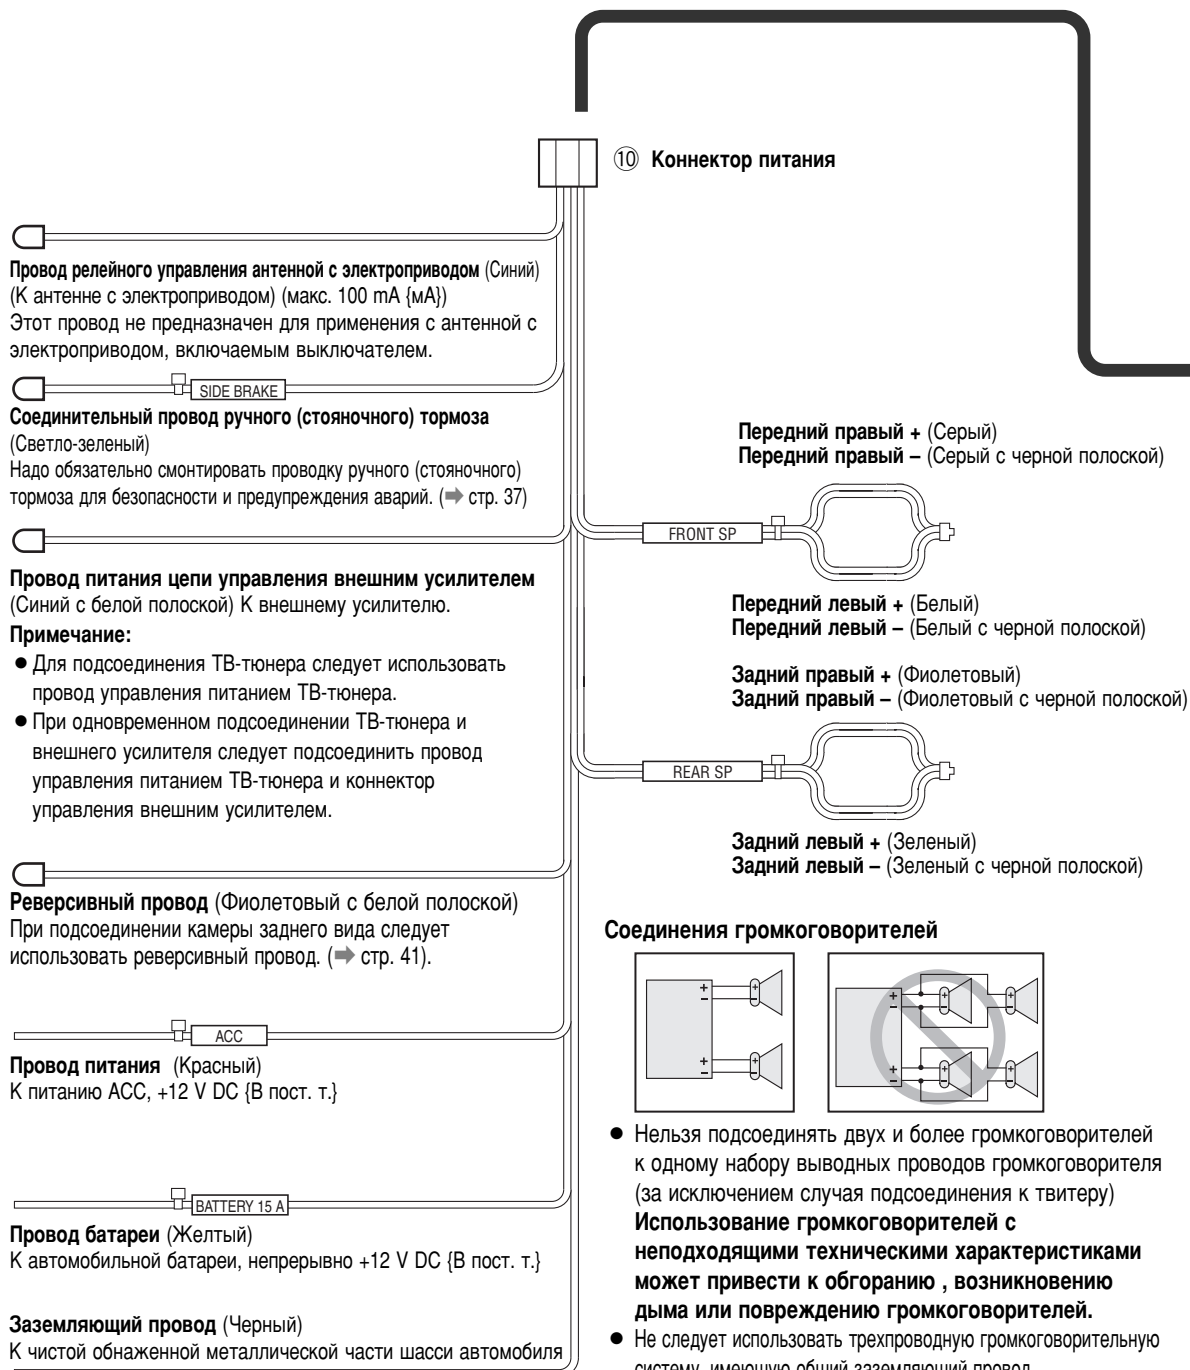 ⑩ Коннектор питания
Провод релейного управления антенной с электроприводом (Синий)
(К антенне с электроприводом) (макс. 100 mA {мА})
Этот провод не предназначен для применения с антенной с
электроприводом, включаемым выключателем.
SIDE BRAKE
Соединительный провод ручного (стояночного) тормоза
(Светло-зеленый)
Надо обязательно смонтировать проводку ручного (стояночного)
тормоза для безопасности и предупреждения аварий. (➡ стр. 37)
Провод питания цепи управления внешним усилителем
(Синий с белой полоской) К внешнему усилителю.
Примечание:
● Для подсоединения ТВ-тюнера следует использовать
провод управления питанием ТВ-тюнера.
● При одновременном подсоединении ТВ-тюнера и
внешнего усилителя следует подсоединить провод
управления питанием ТВ-тюнера и коннектор
управления внешним усилителем.
Реверсивный провод (Фиолетовый с белой полоской)
При подсоединении камеры заднего вида следует
использовать реверсивный провод. (➡ стр. 41).
ACC
Провод питания (Красный)
К питанию ACC, +12 V DC {В пост. т.}
BATTERY 15 A
Провод батареи (Желтый)
К автомобильной батареи, непрерывно +12 V DC {В пост. т.}
Заземляющий провод (Черный)
К чистой обнаженной металлической части шасси автомобиля
Передний правый + (Серый)
Передний правый – (Серый с черной полоской)
FRONT SP
Передний левый + (Белый)
Передний левый – (Белый с черной полоской)
Задний правый + (Фиолетовый)
Задний правый – (Фиолетовый с черной полоской)
REAR SP
Задний левый + (Зеленый)
Задний левый – (Зеленый с черной полоской)
Соединения громкоговорителей
● Нельзя подсоединять двух и более громкоговорителей
к одному набору выводных проводов громкоговорителя
(за исключением случая подсоединения к твитеру)
Использование громкоговорителей с
неподходящими техническими характеристиками
может привести к обгоранию , возникновению
дыма или повреждению громкоговорителей.
● Не следует использовать трехпроводную громкоговорительную
систему, имеющую общий заземляющий провод.